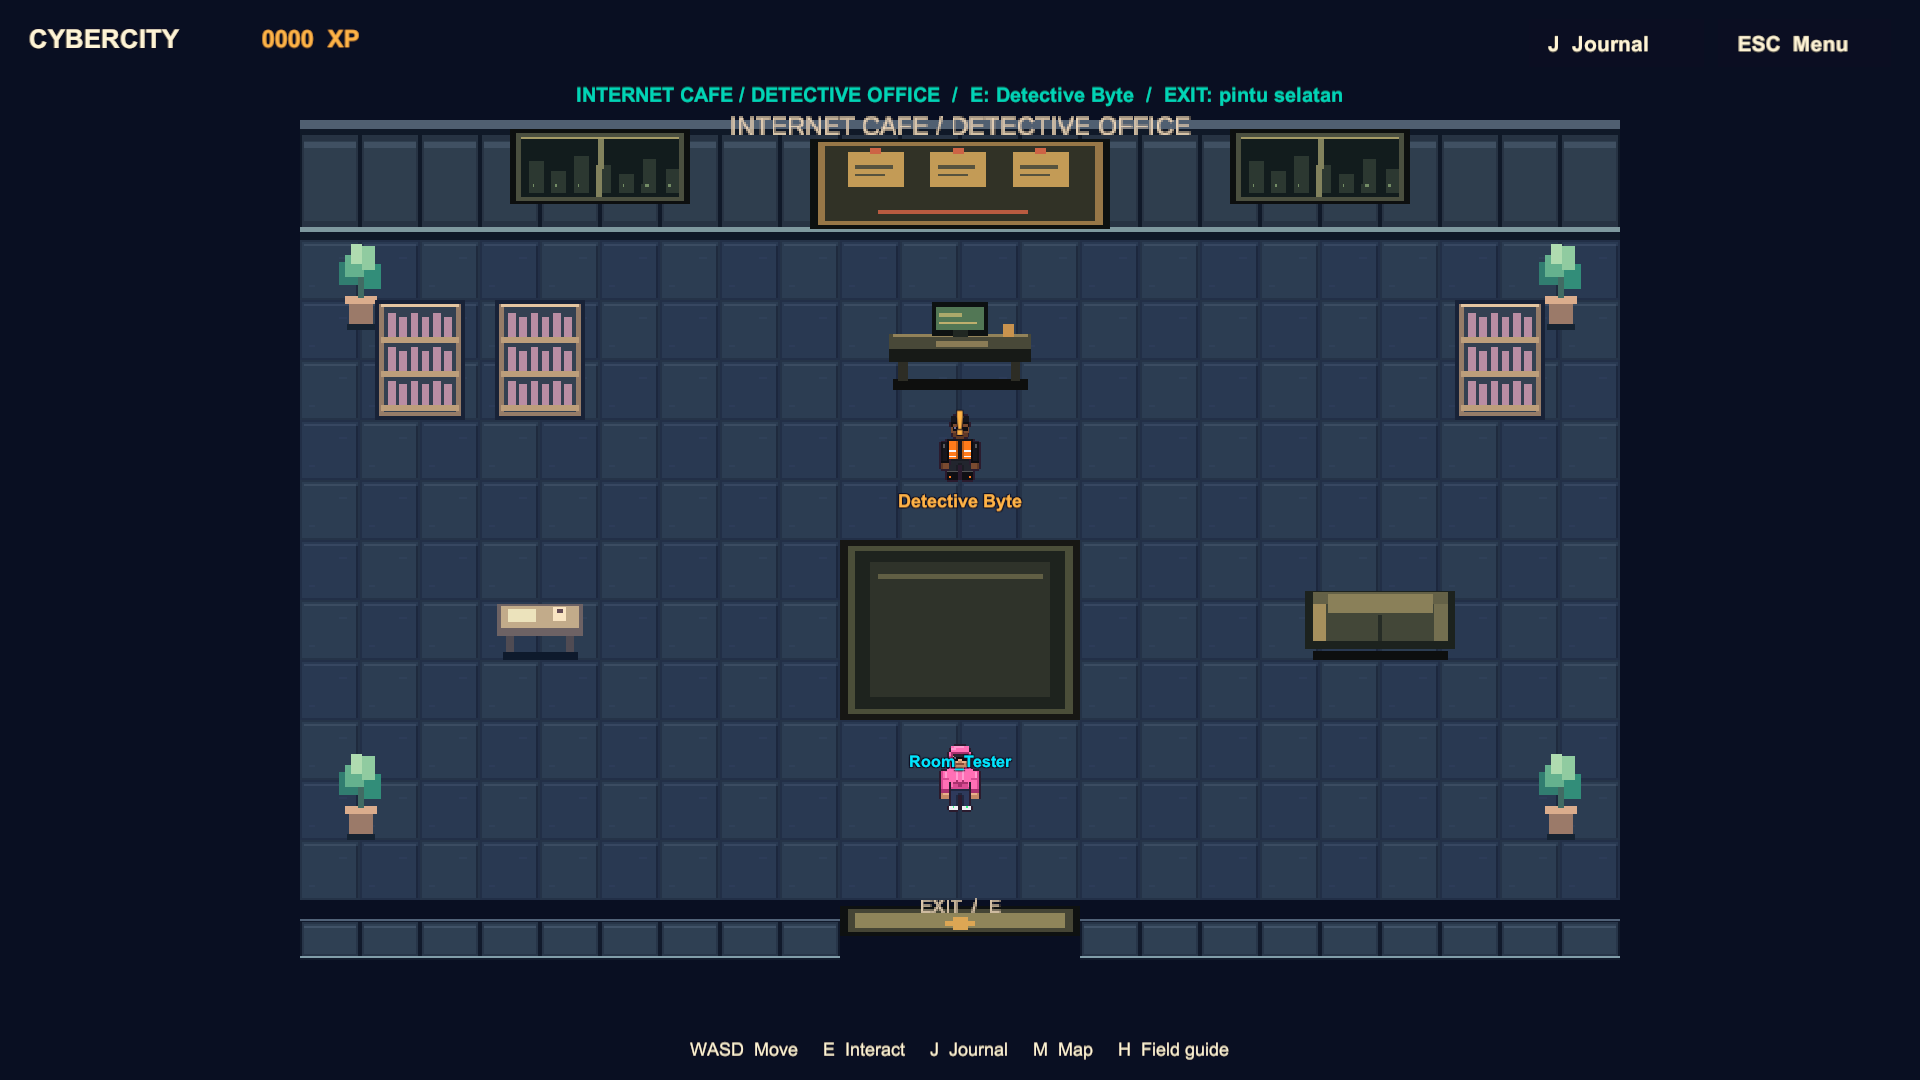 CYBERCITY 0000 XP J Journal ESC Menu
INTERNET CAFE / DETECTIVE OFFICE / E: Detective Byte / EXIT: pintu selatan
INTERNET CAFE / DETECTIVE OFFICE
Detective Byte
Room Tester
EXIT / E
WASD Move E Interact J Journal M Map H Field guide